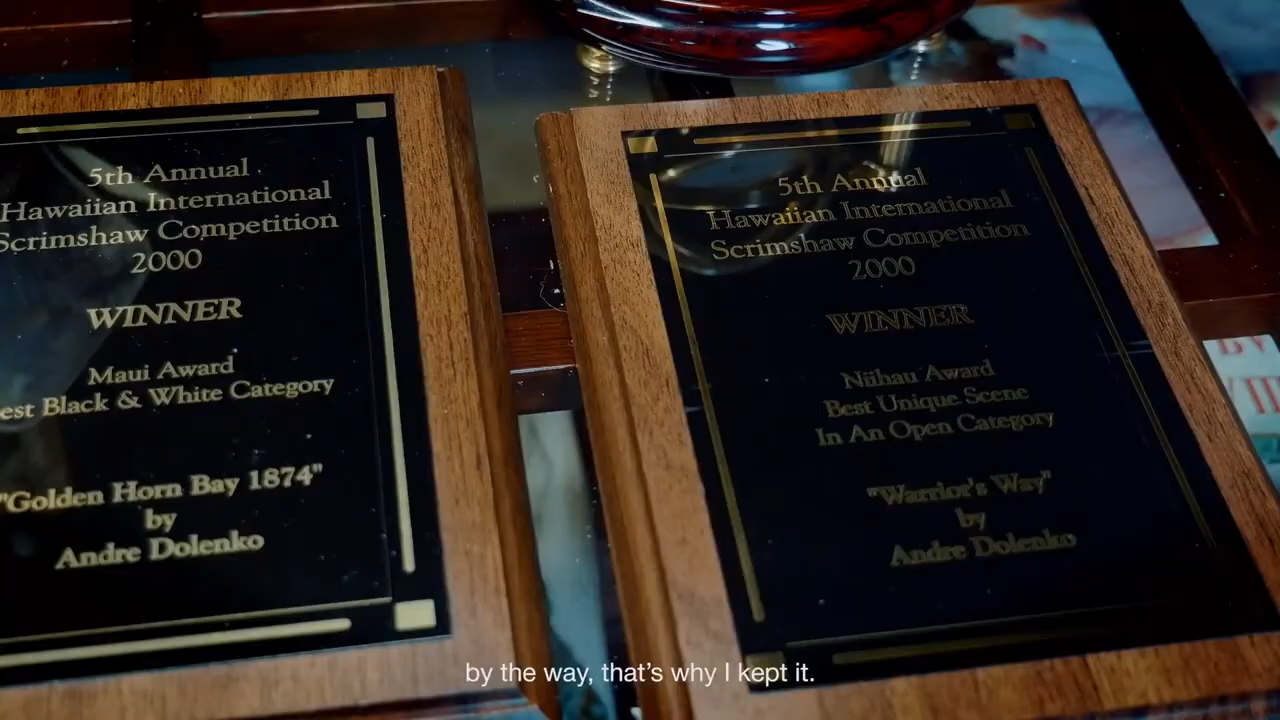 5th Annual
Hawaiian International
Scrimshaw Competition
2000
WINNER
Maui Award
est Black & White Category
"Golden Horn Bay 1874"
by
Andre Dolenko
5th Annual
Hawaiian International
Scrimshaw Competition
2000
WINNER
Niihau Award
Best Unique Scene
In An Open Category
"Warrior's Way"
by
Andre Dolenko
by the way, that's why I kept it.